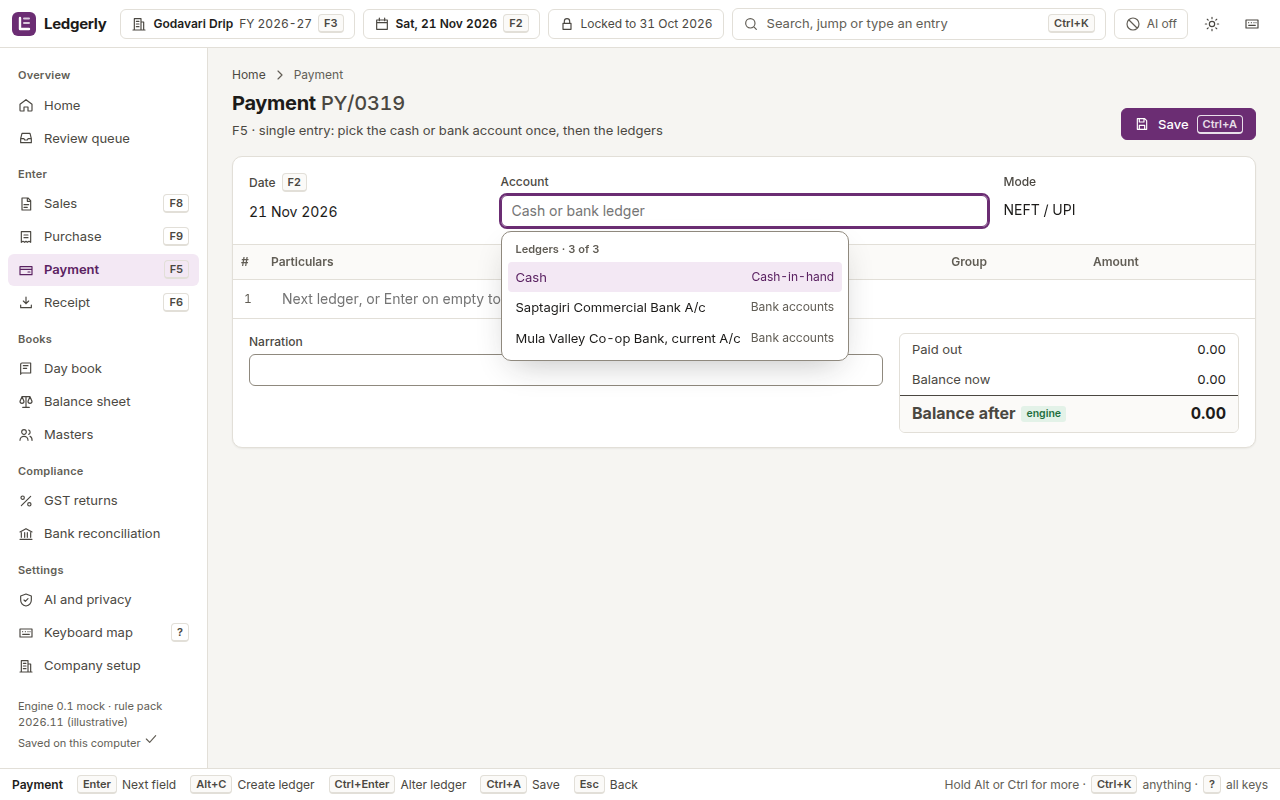 Ledgerly
Godavari Drip FY 2026-27 F3
Sat, 21 Nov 2026 F2
Locked to 31 Oct 2026
Search, jump or type an entry Ctrl+K
AI off
Overview
Home
Review queue
Enter
Sales F8
Purchase F9
Payment F5
Receipt F6
Books
Day book
Balance sheet
Masters
Compliance
GST returns
Bank reconciliation
Settings
AI and privacy
Keyboard map ?
Company setup
Engine 0.1 mock · rule pack
2026.11 (illustrative)
Saved on this computer
Home > Payment
Payment PY/0319
F5 · single entry: pick the cash or bank account once, then the ledgers
Save Ctrl+A
Date F2
21 Nov 2026
Account
Cash or bank ledger
Mode
NEFT / UPI
Ledgers · 3 of 3
Cash Cash-in-hand
Saptagiri Commercial Bank A/c Bank accounts
Mula Valley Co-op Bank, current A/c Bank accounts
# Particulars Group Amount
1 Next ledger, or Enter on empty to
Narration
Paid out 0.00
Balance now 0.00
Balance after engine 0.00
Payment Enter Next field Alt+C Create ledger Ctrl+Enter Alter ledger Ctrl+A Save Esc Back
Hold Alt or Ctrl for more · Ctrl+K anything · ? all keys